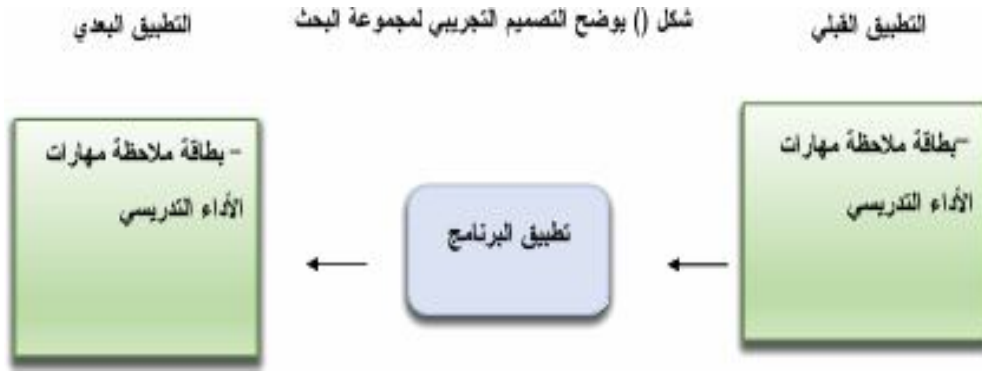 التطبيق القبلي
شكل () يوضح التصميم التجريبي لمجموعة البحث
التطبيق البعدي
-بطاقة ملاحظة مهارات
الأداء التدريسي
تطبيق البرنامج
- بطاقة ملاحظة مهارات
الأداء التدريسي